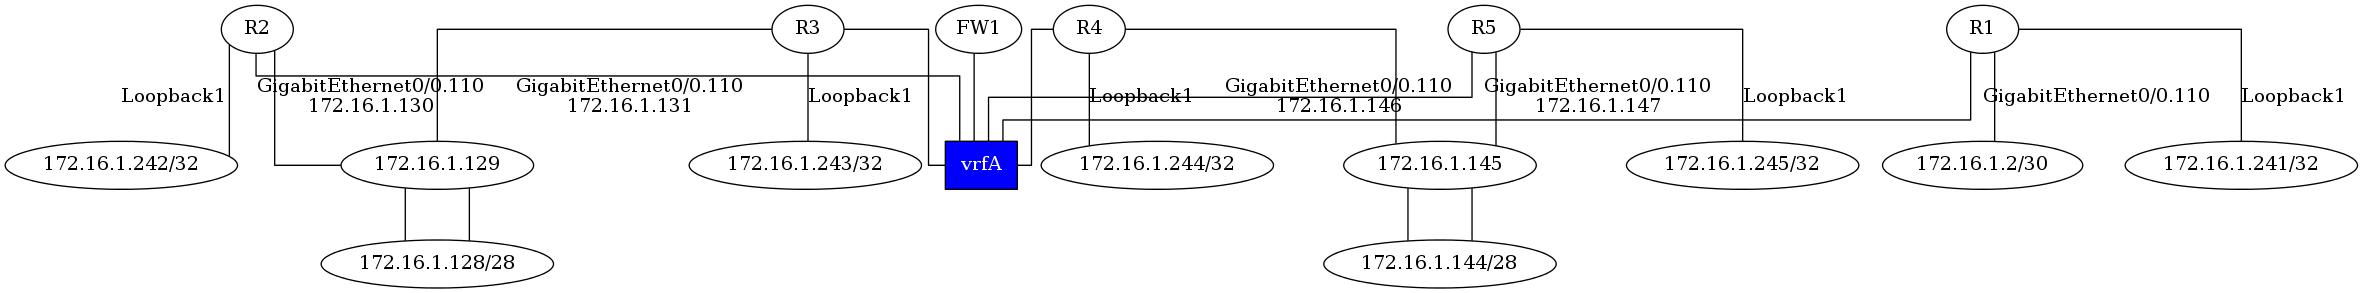 R2
R3
FW1
R4
R5
R1
Loopback1
GigabitEthernet0/0.110
172.16.1.130
GigabitEthernet0/0.110
172.16.1.131
Loopback1
Loopback1
GigabitEthernet0/0.110
172.16.1.146
GigabitEthernet0/0.110
172.16.1.147
Loopback1
GigabitEthernet0/0.110
Loopback1
172.16.1.242/32
172.16.1.129
172.16.1.243/32
vrfA
172.16.1.244/32
172.16.1.145
172.16.1.245/32
172.16.1.2/30
172.16.1.241/32
172.16.1.128/28
172.16.1.144/28